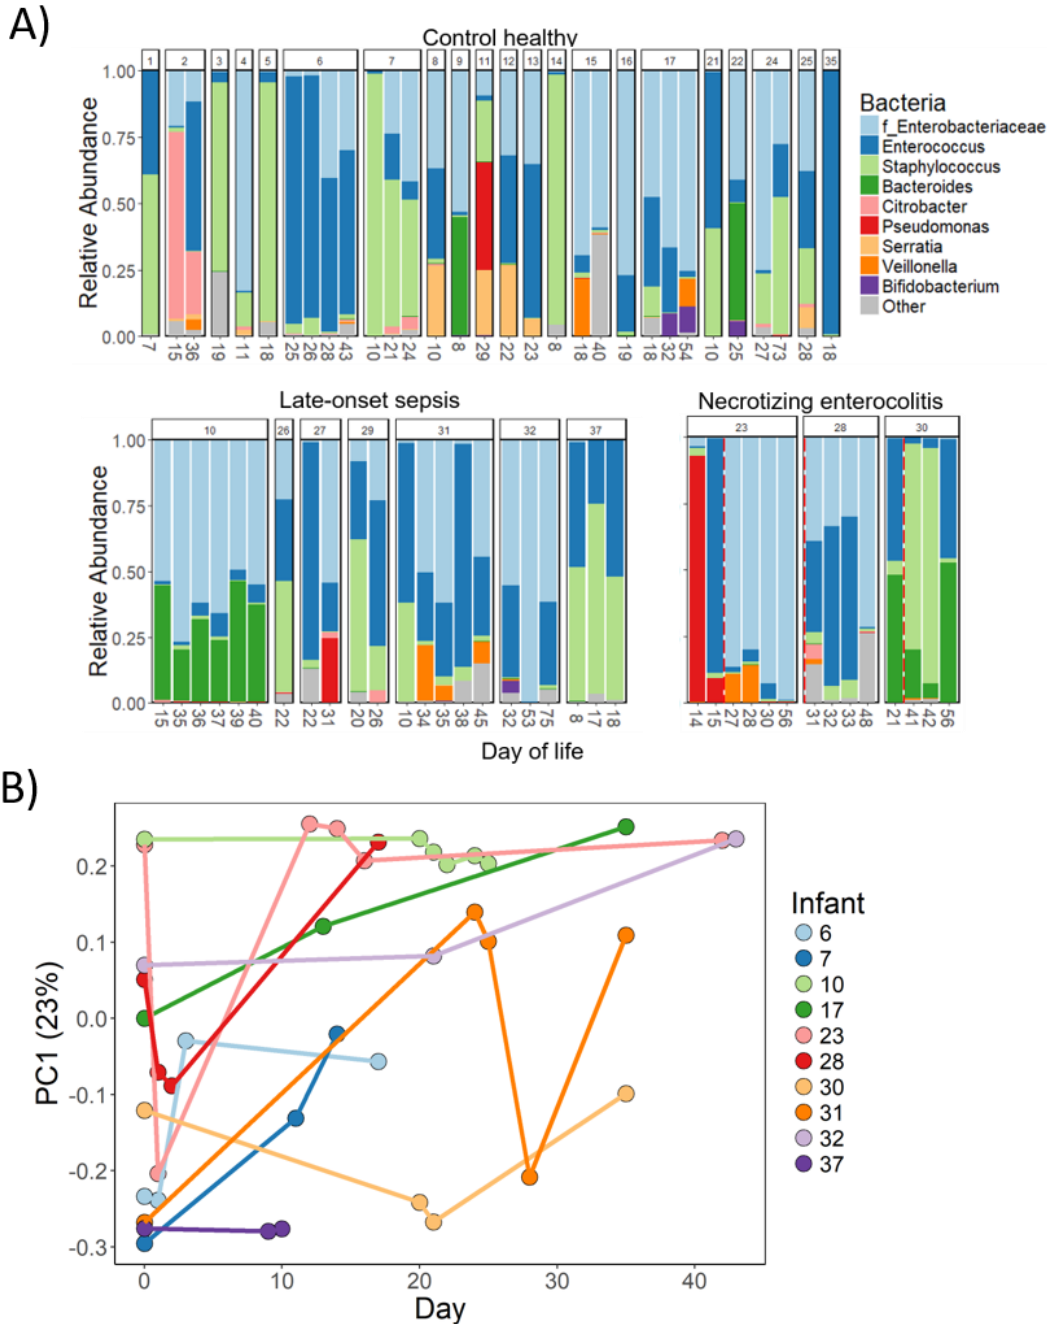 A)
Control healthy
1 2 3 4 5 6 7 8 9 11 12 13 14 15 16 17 21 22 24 25 35
1.00
0.75
0.50
0.25
0.00
Relative Abundance
7 15 36 19 11 18 25 26 28 43 10 21 24 10 8 29 22 23 8 18 40 19 18 32 54 10 25 27 73 28 18
Bacteria
f_Enterobacteriaceae
Enterococcus
Staphylococcus
Bacteroides
Citrobacter
Pseudomonas
Serratia
Veillonella
Bifidobacterium
Other
Late-onset sepsis
10 26 27 29 31 32 37
1.00
0.75
0.50
0.25
0.00
Relative Abundance
15 33 36 37 39 40 22 22 31 20 26 10 34 35 38 45 32 53 75 8 17 18
Necrotizing enterocolitis
23 28 30
14 15 27 28 30 56 31 32 33 48 21 41 42 56
Day of life
B)
0.2
0.1
0.0
-0.1
-0.2
-0.3
PC1 (23%)
0 10 20 30 40
Day
Infant
6
7
10
17
23
28
30
31
32
37